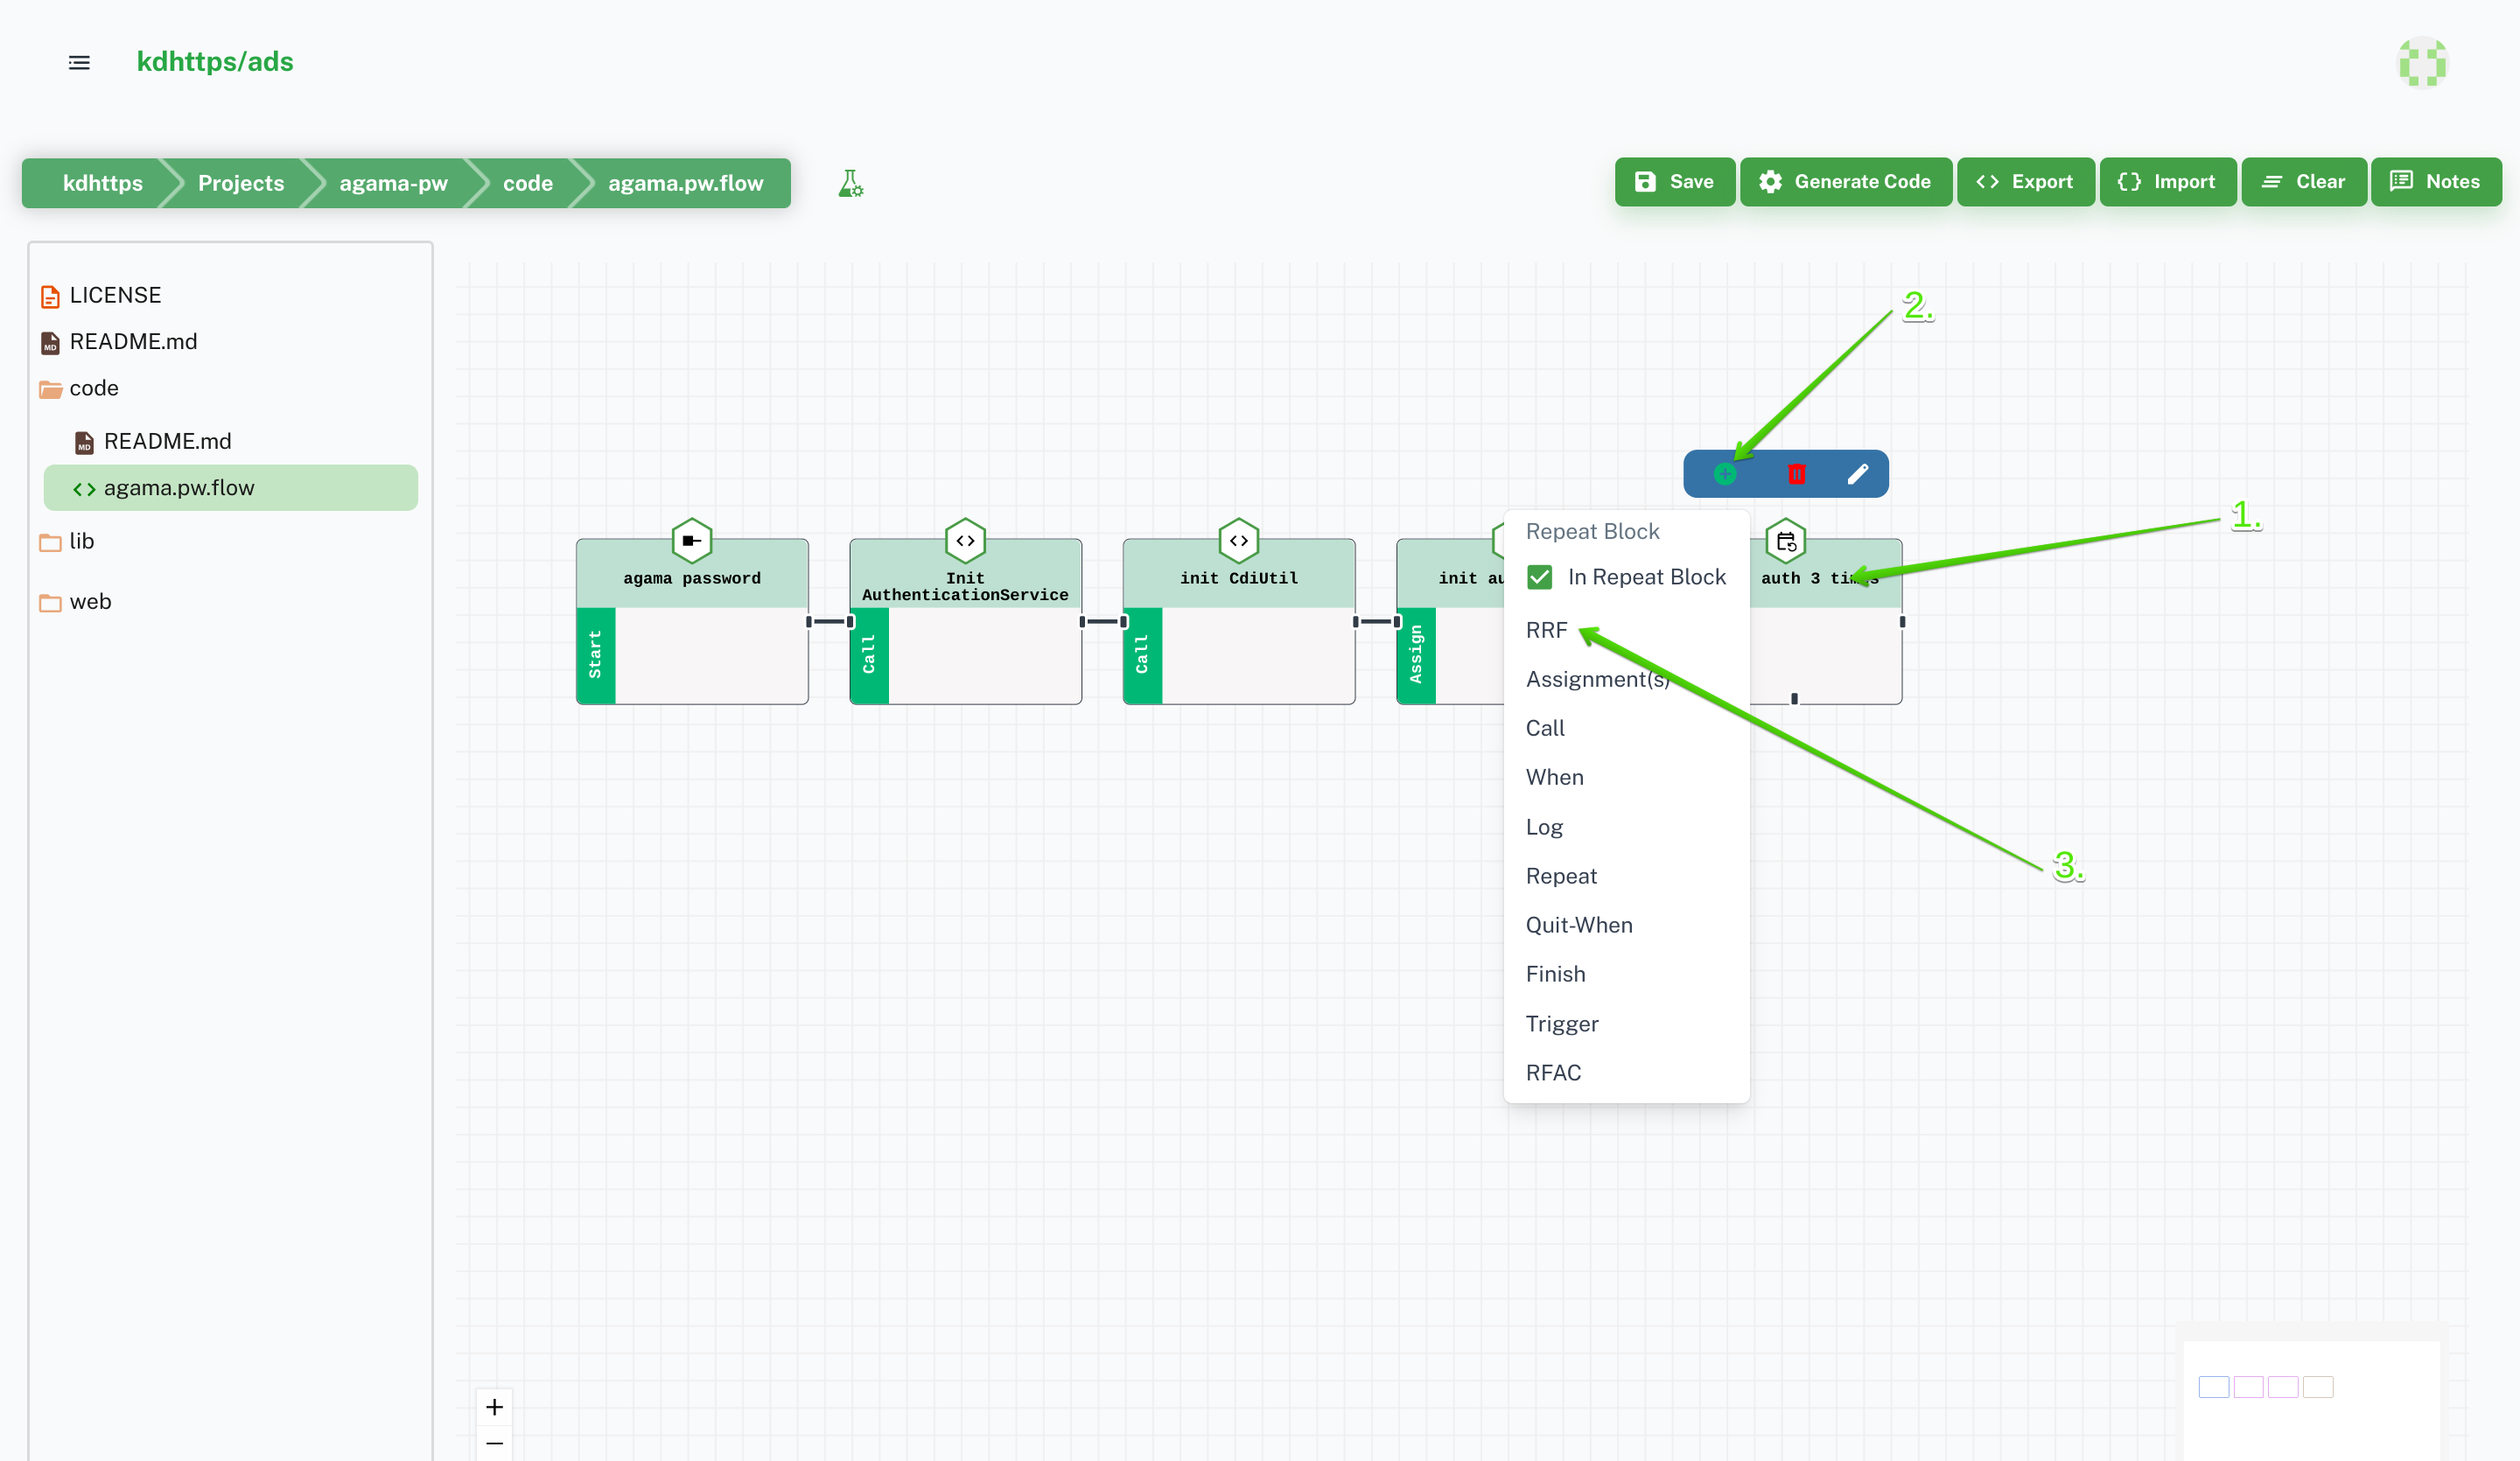 kdhttps/ads
kdhttps Projects agama-pw code agama.pw.flow
Save Generate Code Export Import Clear Notes
LICENSE
README.md
code
README.md
agama.pw.flow
lib
web
2.
1.
agama password
Start
Init
AuthenticationService
Call
init CdiUtil
Call
init au
Assign
auth 3 times
Repeat Block
In Repeat Block
RRF
Assignment(s)
Call
When
Log
Repeat
Quit-When
Finish
Trigger
RFAC
3.